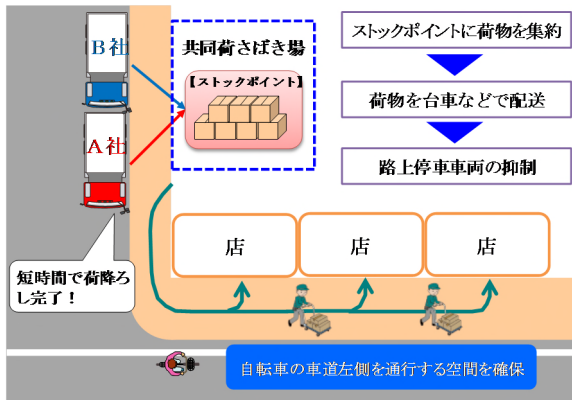 B社
A社
共同荷さばき場
【ストックポイント】
ストックポイントに荷物を集約
荷物を台車などで配送
路上停車車両の抑制
店
店
店
短時間で荷降ろ
し完了！
自転車の車道左側を通行する空間を確保